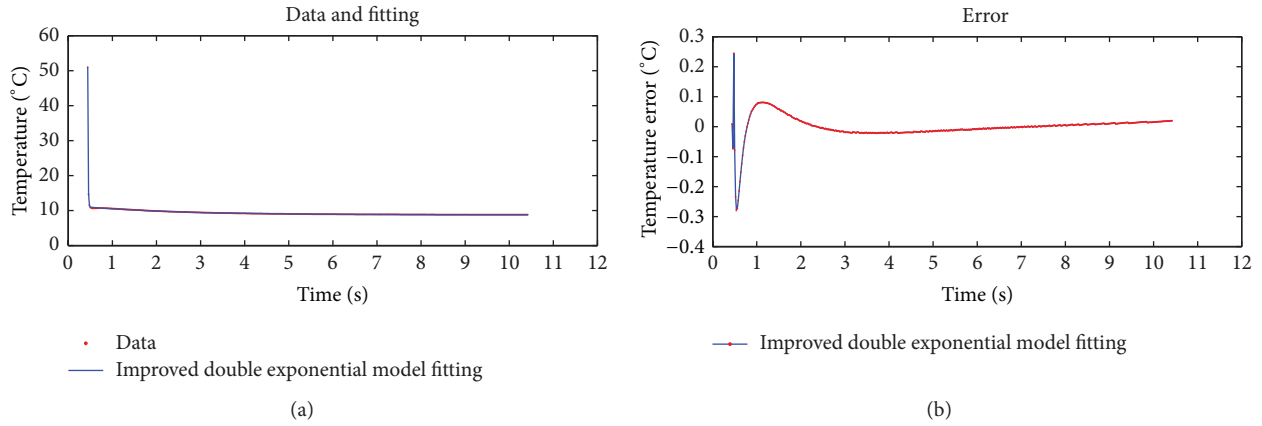 Data and fitting
60
50
40
30
20
10
0
Temperature (°C)
0 1 2 3 4 5 6 7 8 9 10 11 12
Time (s)
Data
Improved double exponential model fitting
(a)
Error
0.3
0.2
0.1
0
−0.1
−0.2
−0.3
−0.4
Temperature error (°C)
0 1 2 3 4 5 6 7 8 9 10 11 12
Time (s)
Improved double exponential model fitting
(b)